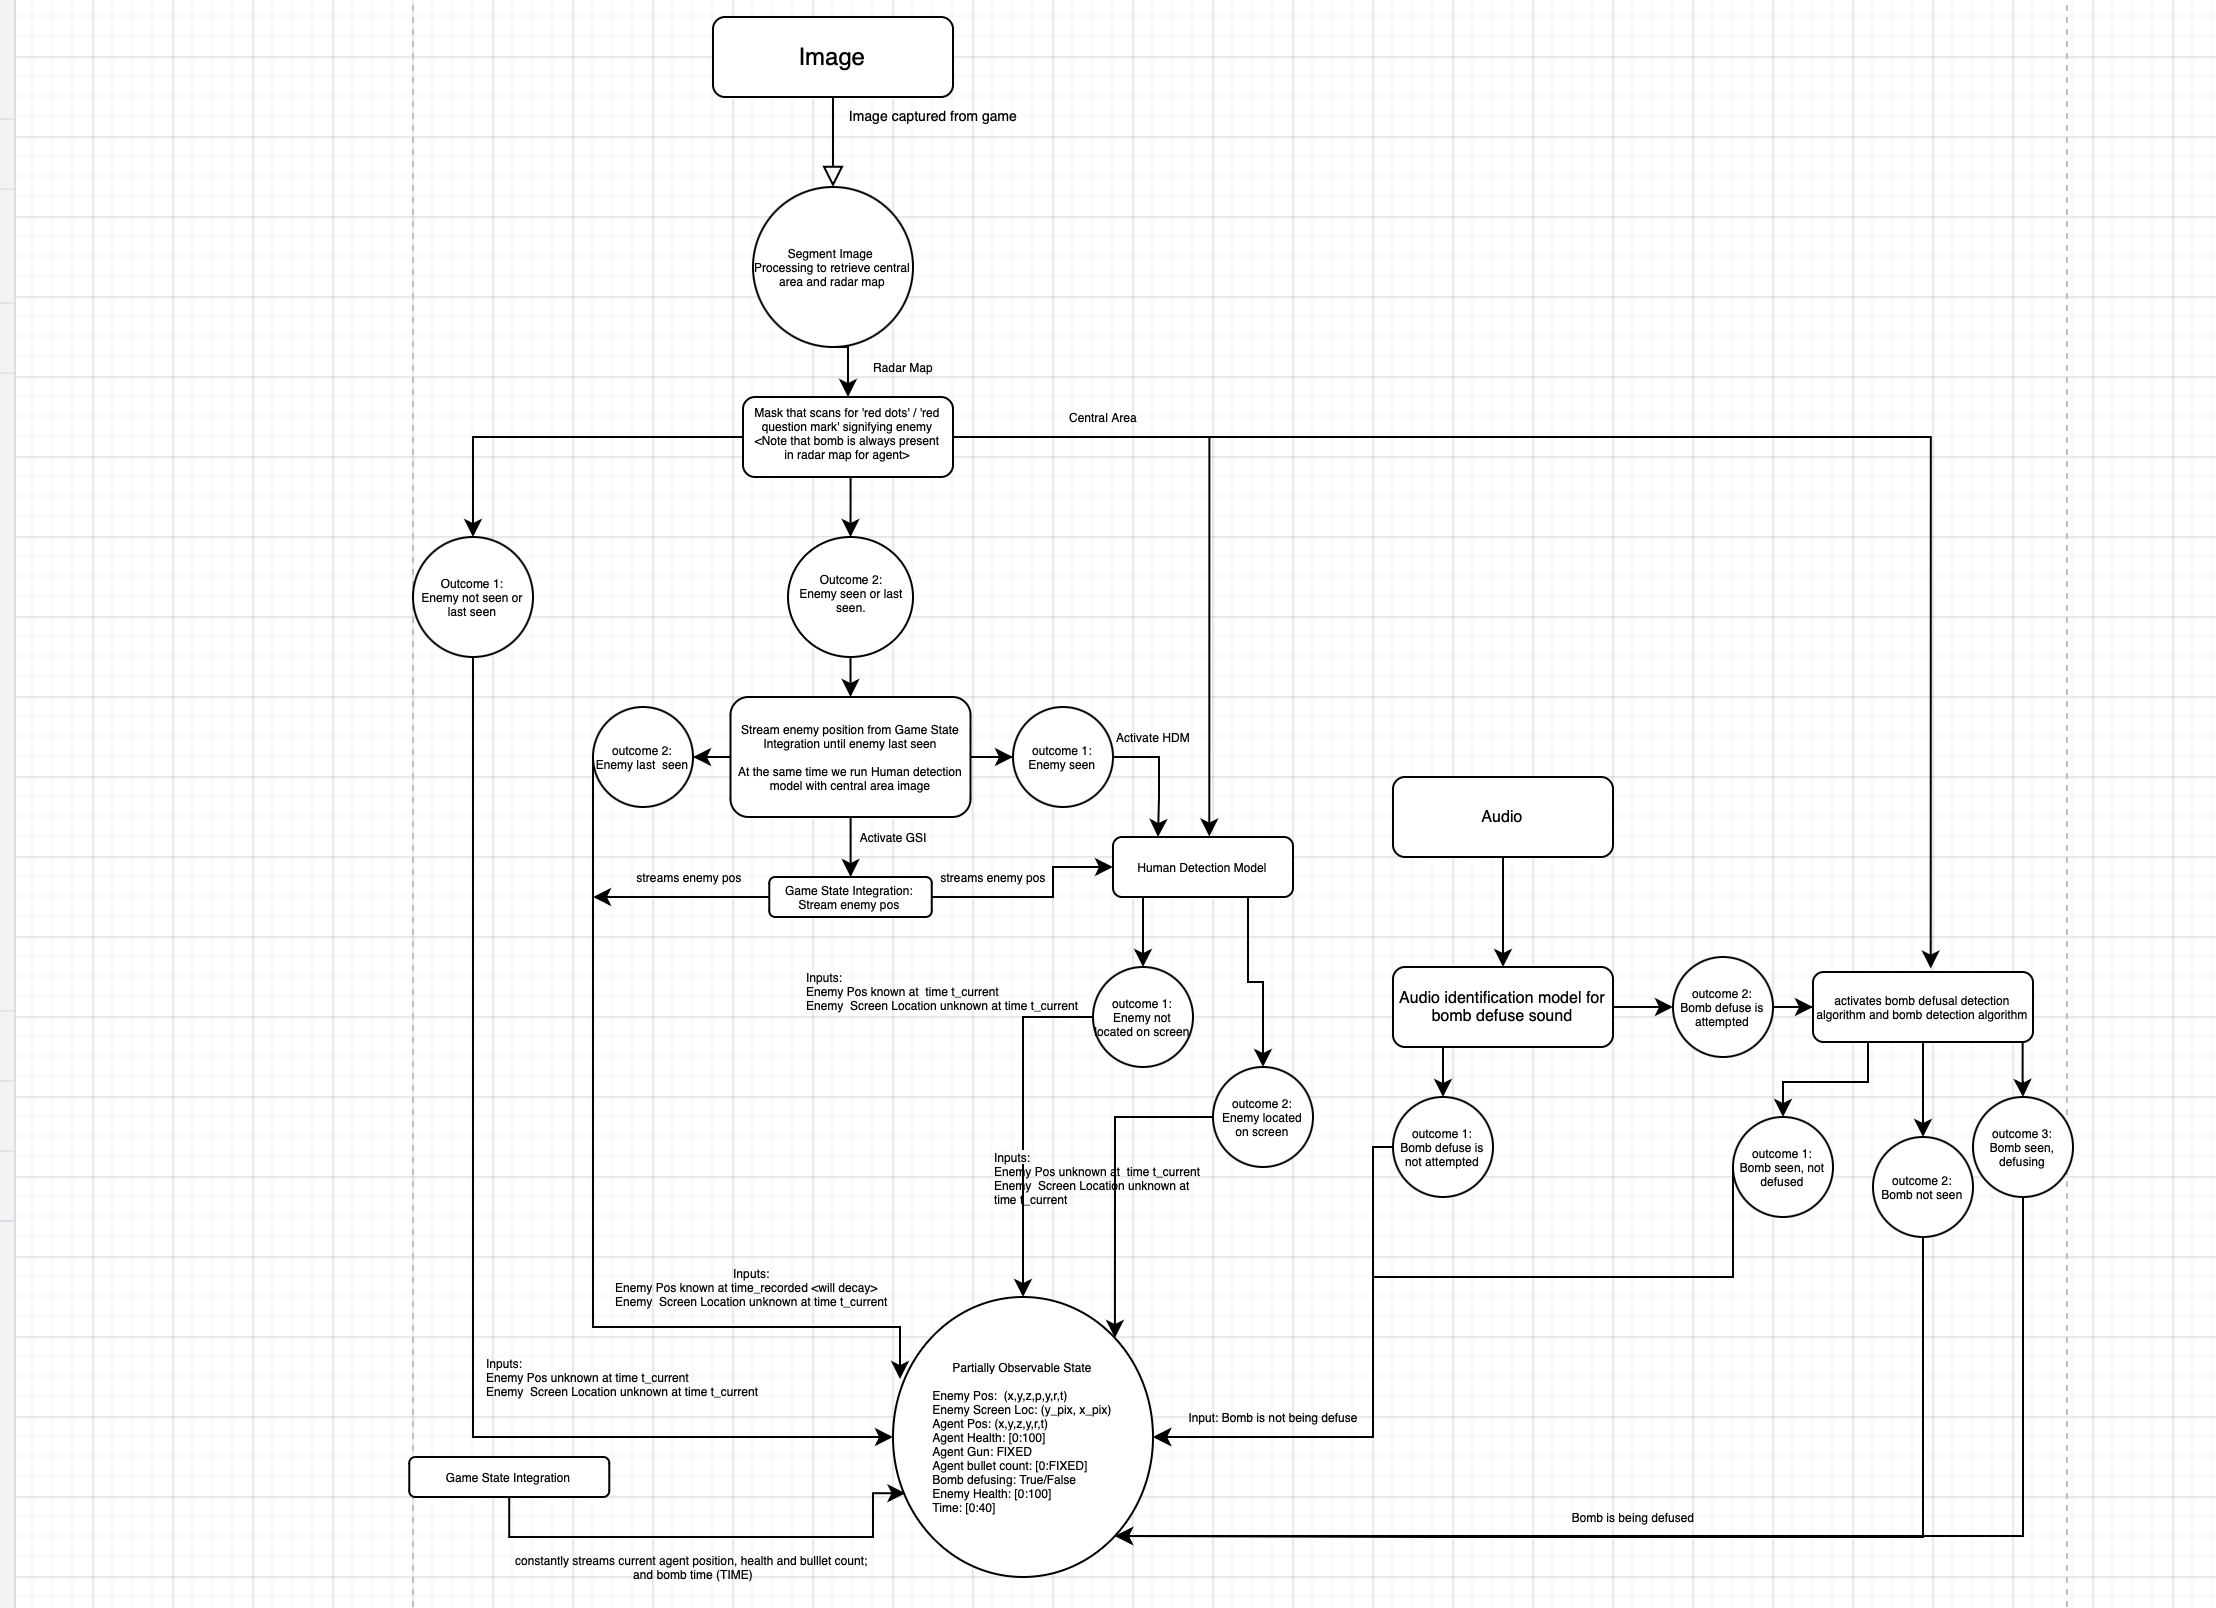 Image
Image captured from game
Segment Image
Processing to retrieve central
area and radar map
Radar Map
Mask that scans for 'red dots' / 'red
question mark' signifying enemy
<Note that bomb is always present
in radar map for agent>
Central Area
Outcome 1:
Enemy not seen or
last seen
Outcome 2:
Enemy seen or last
seen.
outcome 2:
Enemy last  seen
Stream enemy position from Game State
Integration until enemy last seen
At the same time we run Human detection
model with central area image
outcome 1:
Enemy seen
Activate HDM
Activate GSI
streams enemy pos
Game State Integration:
Stream enemy pos
streams enemy pos
Human Detection Model
Audio
Inputs:
Enemy Pos known at  time t_current
Enemy  Screen Location unknown at time t_current
outcome 1:
Enemy not
located on screen
outcome 2:
Enemy located
on screen
Audio identification model for
bomb defuse sound
outcome 2:
Bomb defuse is
attempted
activates bomb defusal detection
algorithm and bomb detection algorithm
outcome 1:
Bomb defuse is
not attempted
outcome 1:
Bomb seen, not
defused
outcome 2:
Bomb not seen
outcome 3:
Bomb seen,
defusing
Inputs:
Enemy Pos unknown at  time t_current
Enemy  Screen Location unknown at
time t_current
Inputs:
Enemy Pos known at time_recorded <will decay>
Enemy  Screen Location unknown at time t_current
Inputs:
Enemy Pos unknown at time t_current
Enemy  Screen Location unknown at time t_current
Partially Observable State
Enemy Pos:  (x,y,z,p,y,r,t)
Enemy Screen Loc: (y_pix, x_pix)
Agent Pos: (x,y,z,y,r,t)
Agent Health: [0:100]
Agent Gun: FIXED
Agent bullet count: [0:FIXED]
Bomb defusing: True/False
Enemy Health: [0:100]
Time: [0:40]
Input: Bomb is not being defuse
Game State Integration
Bomb is being defused
constantly streams current agent position, health and bulllet count;
and bomb time (TIME)